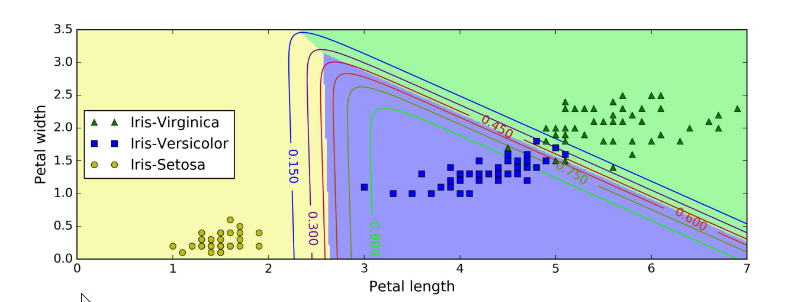 3.5
3.0
2.5
2.0
1.5
1.0
0.5
0.0
Petal width
Iris-Virginica
Iris-Versicolor
Iris-Setosa
0.450
0.750
0.600
0.150
0.300
0.900
0 1 2 3 4 5 6 7
Petal length